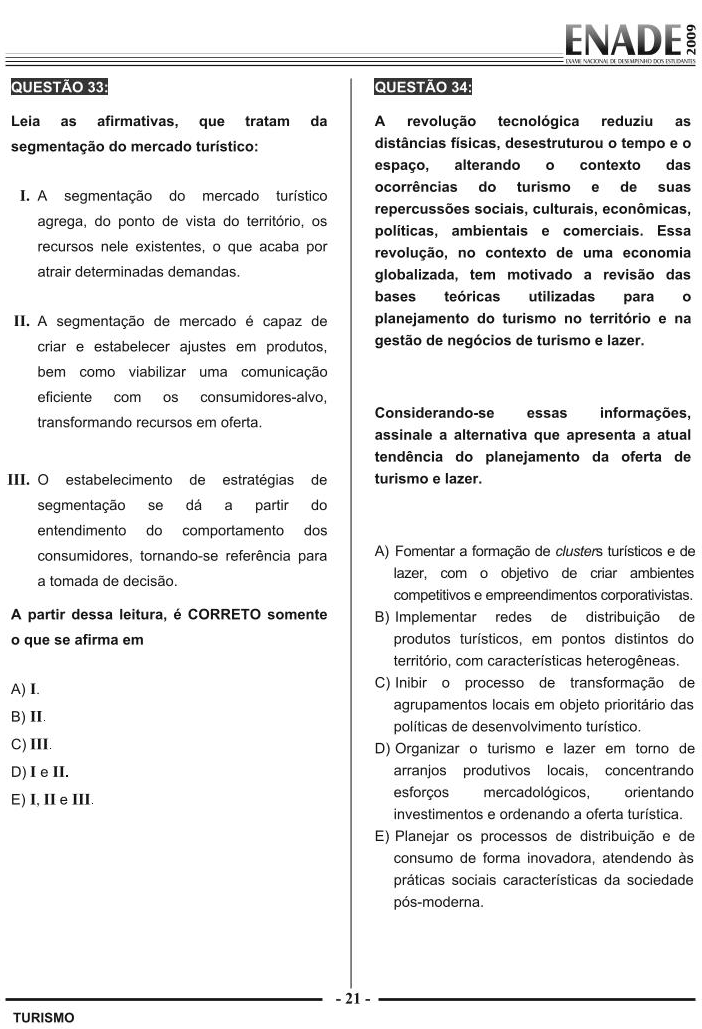 ENADE 2009
EXAME NACIONAL DE DESEMPENHO DOS ESTUDANTES
QUESTÃO 33:
Leia as afirmativas, que tratam da
segmentação do mercado turístico:
I. A segmentação do mercado turístico
agrega, do ponto de vista do território, os
recursos nele existentes, o que acaba por
atrair determinadas demandas.
II. A segmentação de mercado é capaz de
criar e estabelecer ajustes em produtos,
bem como viabilizar uma comunicação
eficiente com os consumidores-alvo,
transformando recursos em oferta.
III. O estabelecimento de estratégias de
segmentação se dá a partir do
entendimento do comportamento dos
consumidores, tornando-se referência para
a tomada de decisão.
A partir dessa leitura, é CORRETO somente
o que se afirma em
A) I.
B) II.
C) III.
D) I e II.
E) I, II e III.
QUESTÃO 34:
A revolução tecnológica reduziu as
distâncias físicas, desestruturou o tempo e o
espaço, alterando o contexto das
ocorrências do turismo e de suas
repercussões sociais, culturais, econômicas,
políticas, ambientais e comerciais. Essa
revolução, no contexto de uma economia
globalizada, tem motivado a revisão das
bases teóricas utilizadas para o
planejamento do turismo no território e na
gestão de negócios de turismo e lazer.
Considerando-se essas informações,
assinale a alternativa que apresenta a atual
tendência do planejamento da oferta de
turismo e lazer.
A) Fomentar a formação de clusters turísticos e de
lazer, com o objetivo de criar ambientes
competitivos e empreendimentos corporativistas.
B) Implementar redes de distribuição de
produtos turísticos, em pontos distintos do
território, com características heterogêneas.
C) Inibir o processo de transformação de
agrupamentos locais em objeto prioritário das
políticas de desenvolvimento turístico.
D) Organizar o turismo e lazer em torno de
arranjos produtivos locais, concentrando
esforços mercadológicos, orientando
investimentos e ordenando a oferta turística.
E) Planejar os processos de distribuição e de
consumo de forma inovadora, atendendo às
práticas sociais características da sociedade
pós-moderna.
- 21 -
TURISMO